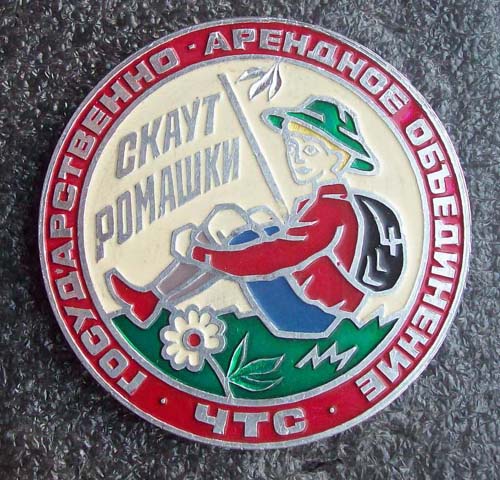 ГОСУДАРСТВЕННО · АРЕНДНОЕ ОБЪЕДИНЕНИЕ
СКАУТ
РОМАШКИ
· ЧТС ·